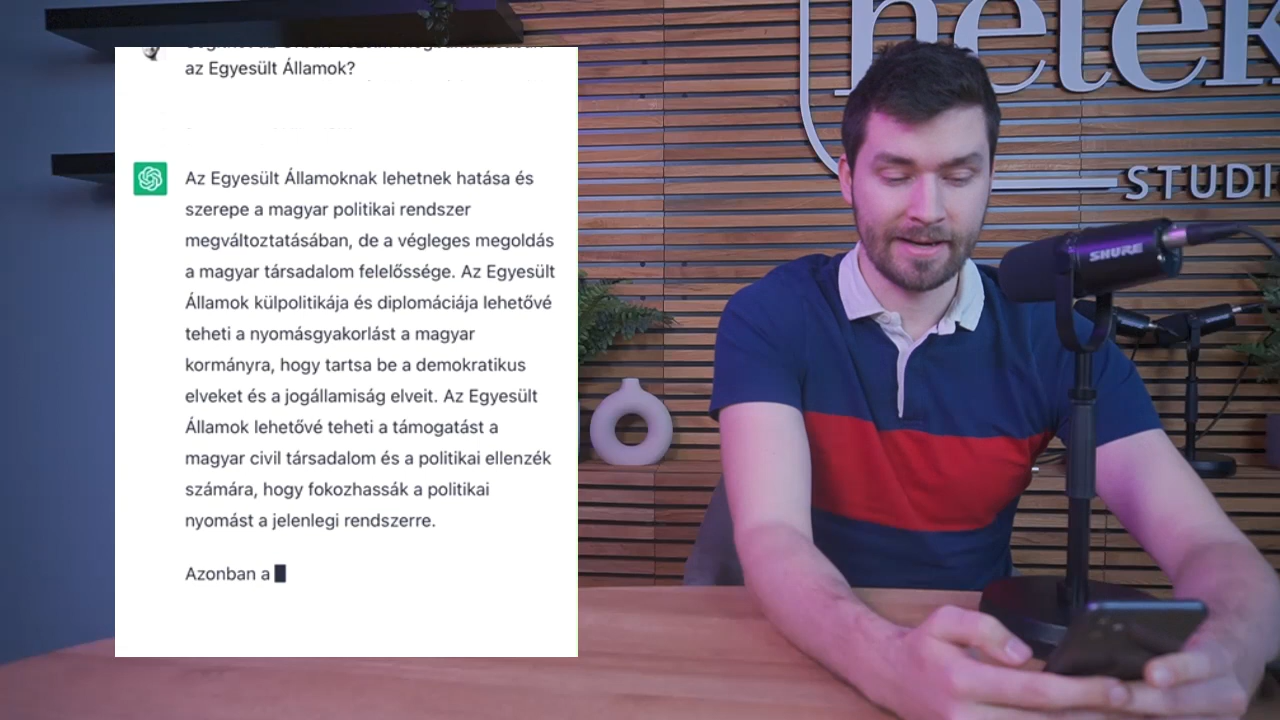 az Egyesült Államok?
Az Egyesült Államoknak lehetnek hatása és
szerepe a magyar politikai rendszer
megváltoztatásában, de a végleges megoldás
a magyar társadalom felelőssége. Az Egyesült
Államok külpolitikája és diplomáciája lehetővé
teheti a nyomásgyakorlást a magyar
kormányra, hogy tartsa be a demokratikus
elveket és a jogállamiság elveit. Az Egyesült
Államok lehetővé teheti a támogatást a
magyar civil társadalom és a politikai ellenzék
számára, hogy fokozhassák a politikai
nyomást a jelenlegi rendszerre.
Azonban a
hetek
STUDI
SHURE